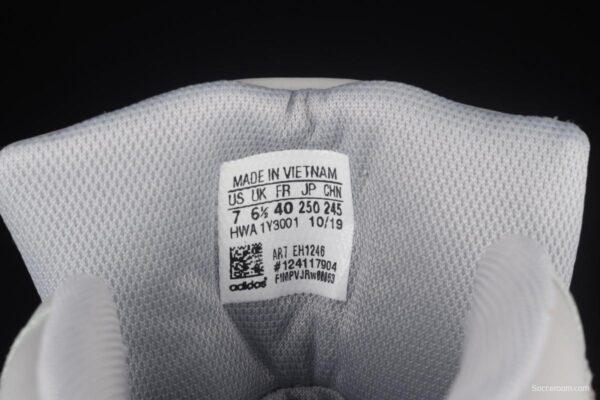 MADE IN VIETNAM
US UK FR JP CHN
7 6½ 40 250 245
HWA 1Y3001 10/19
ART EH1246
#124117904
adidas
Socceroom.com